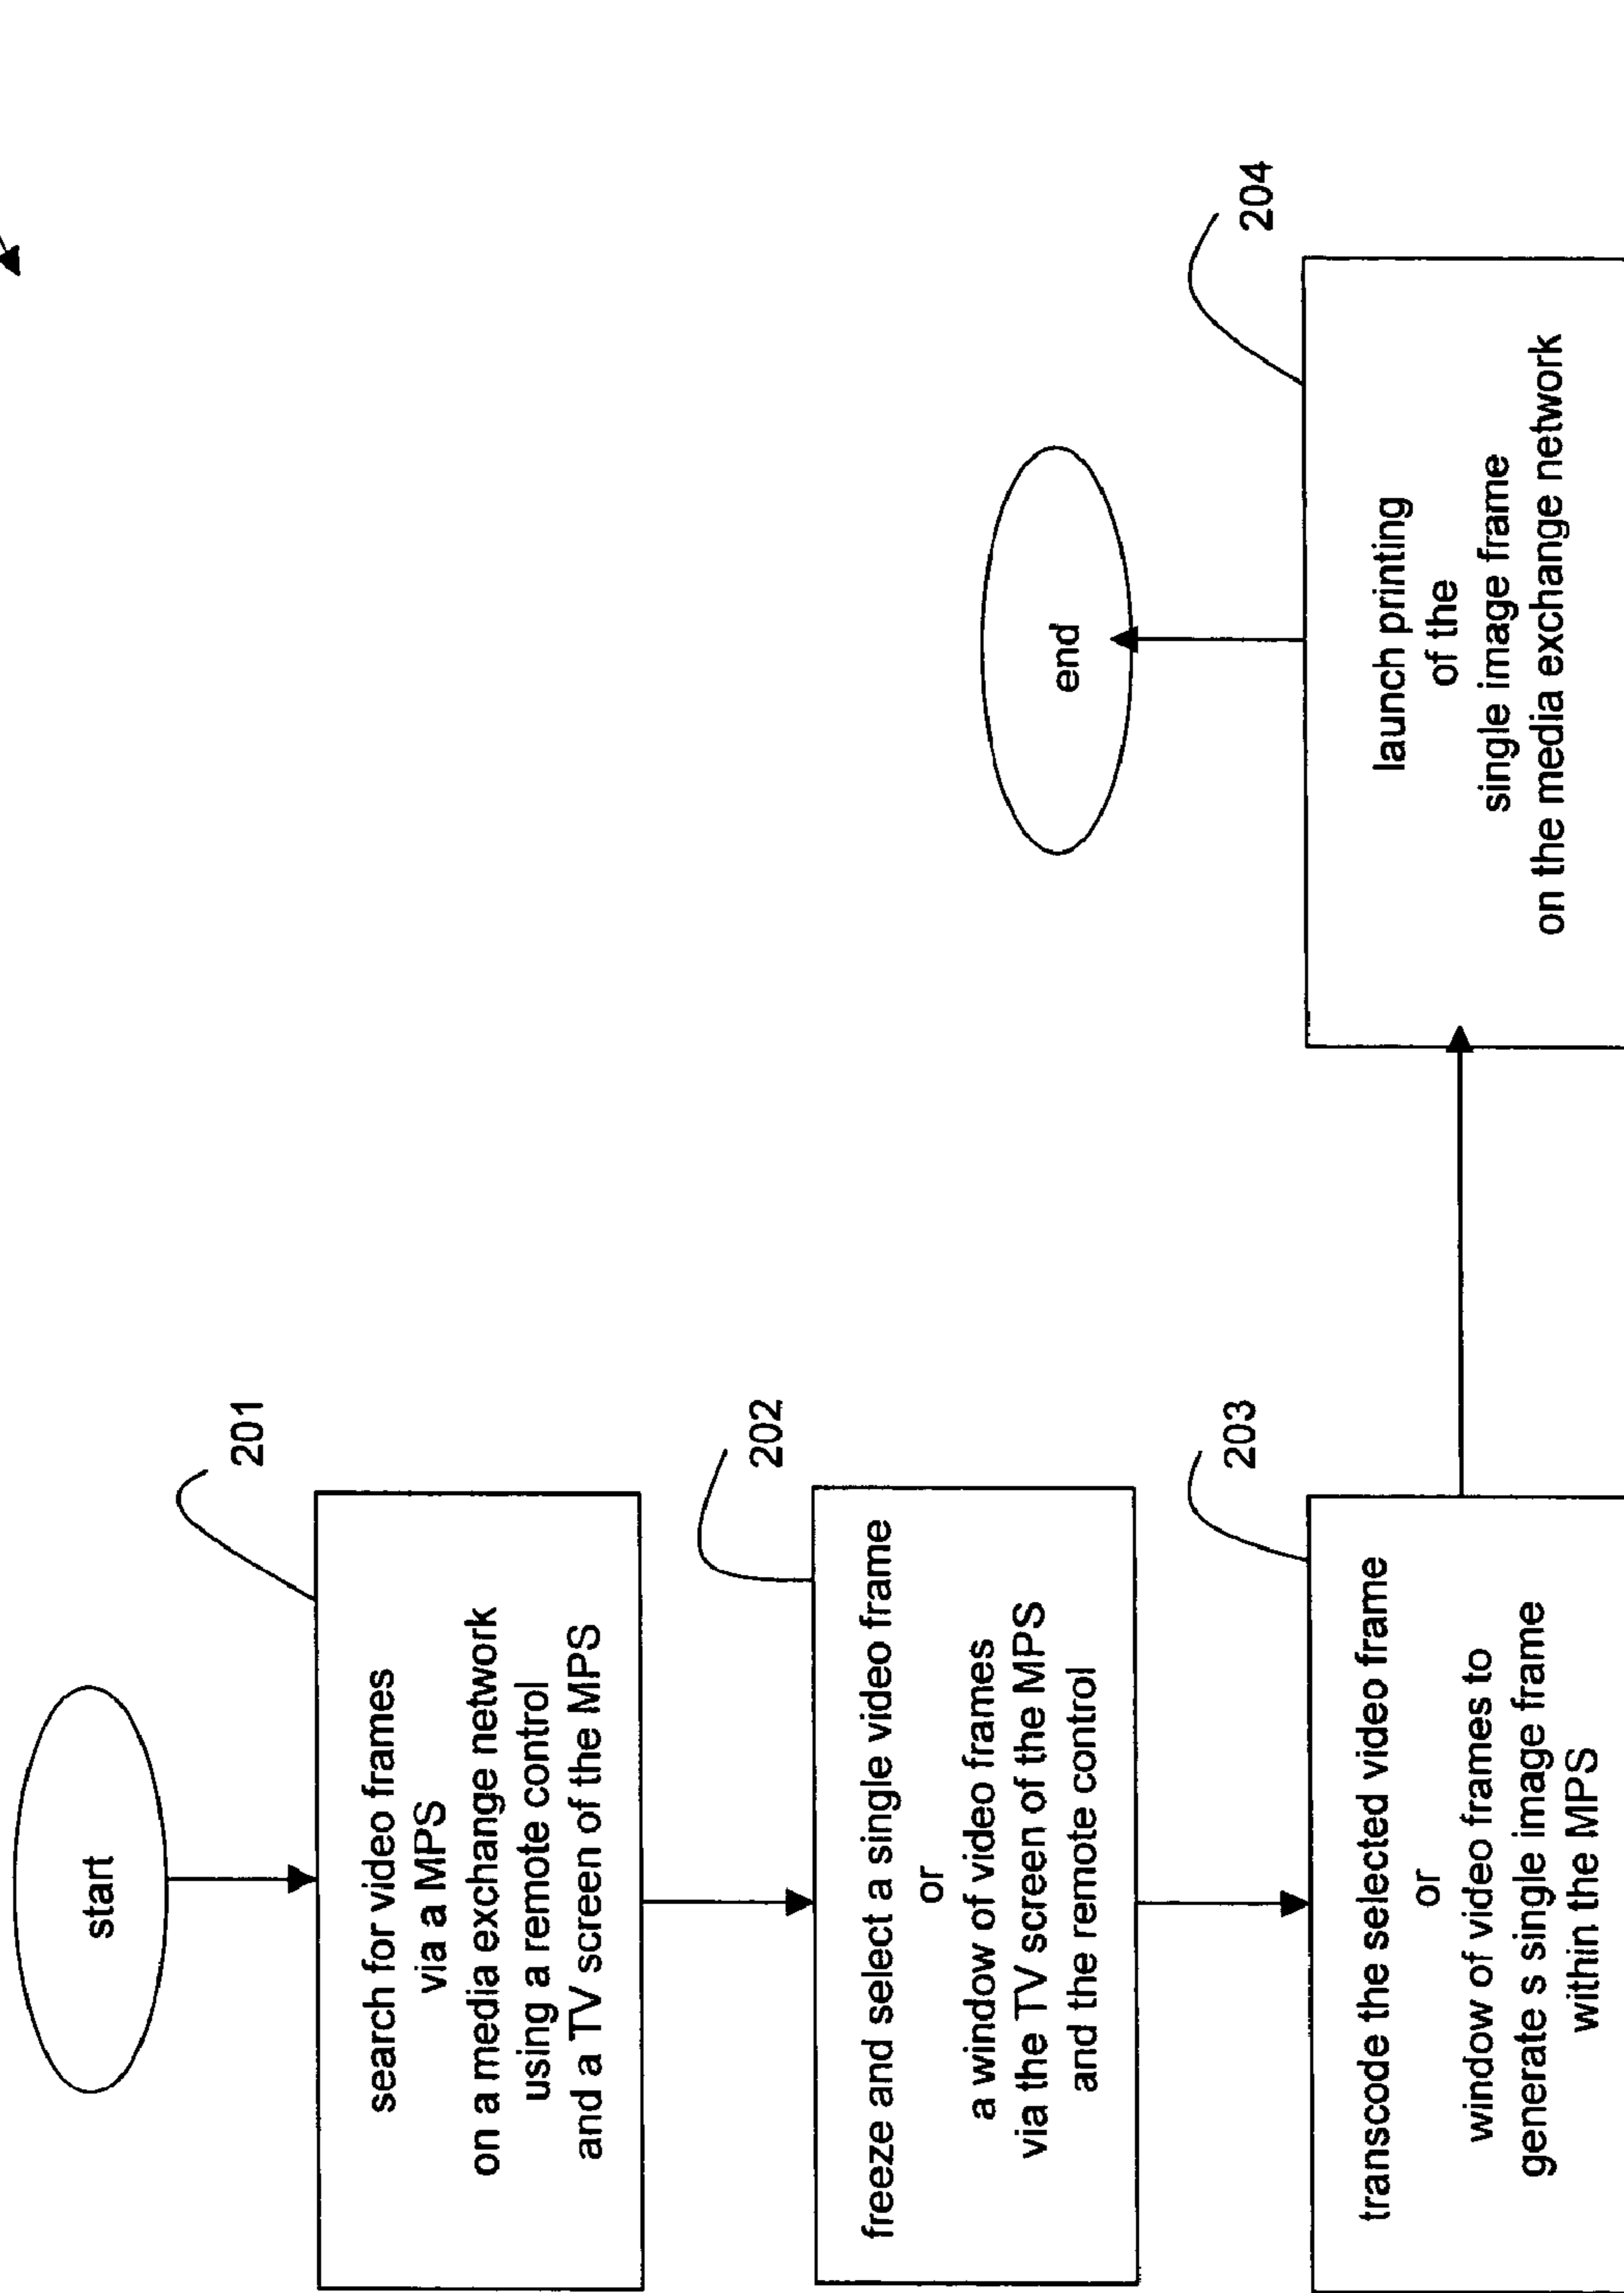 start
201
search for video frames
via a MPS
on a media exchange network
using a remote control
and a TV screen of the MPS
202
freeze and select a single video frame
or
a window of video frames
via the TV screen of the MPS
and the remote control
203
transcode the selected video frame
or
window of video frames to
generate s single image frame
within the MPS
204
launch printing
of the
single image frame
on the media exchange network
end